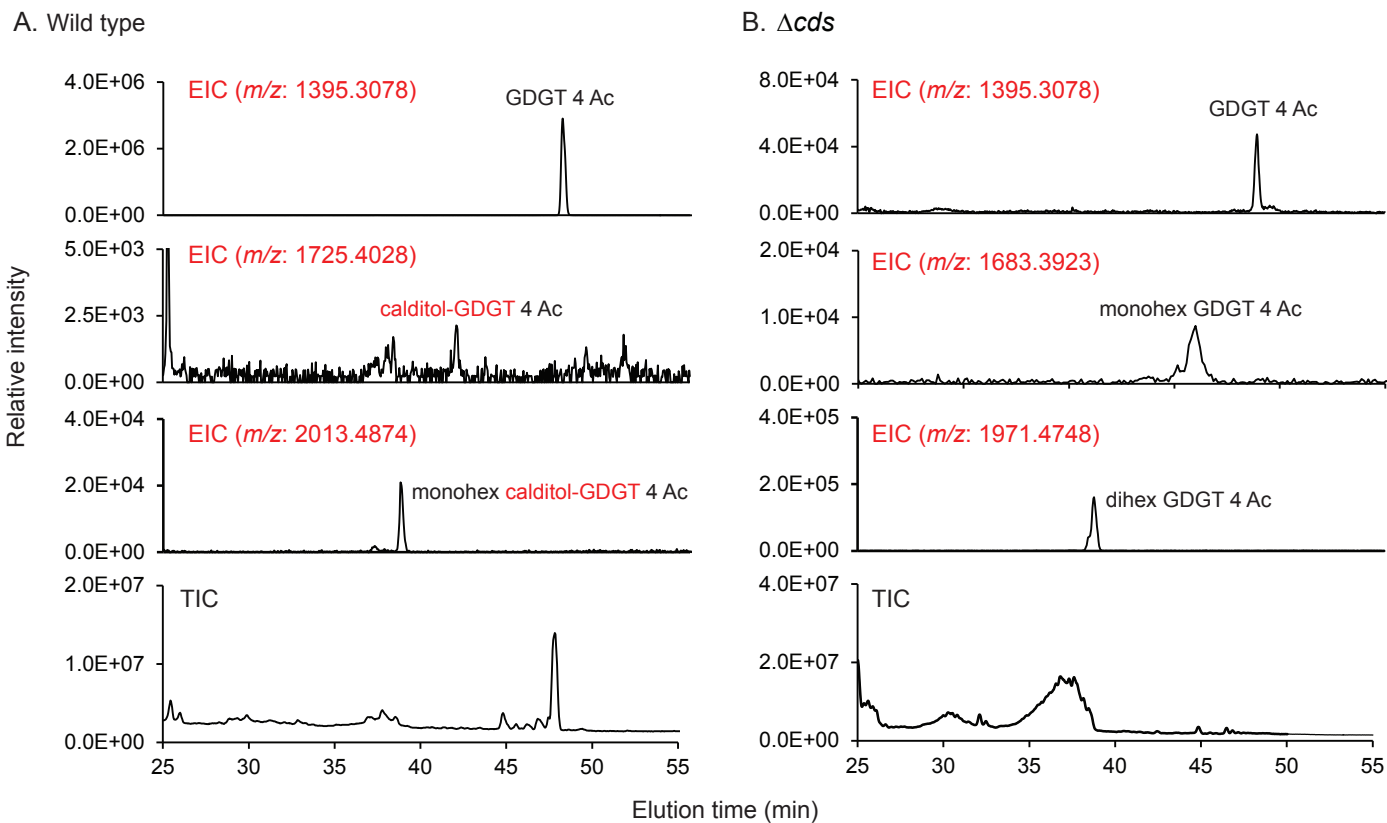 A. Wild type
4.0E+06
2.0E+06
0.0E+00
EIC (m/z: 1395.3078)
GDGT 4 Ac
5.0E+03
2.5E+03
0.0E+00
EIC (m/z: 1725.4028)
calditol-GDGT 4 Ac
4.0E+04
2.0E+04
0.0E+00
EIC (m/z: 2013.4874)
monohex calditol-GDGT 4 Ac
2.0E+07
1.0E+07
0.0E+00
TIC
25 30 35 40 45 50 55
B. Δcds
8.0E+04
4.0E+04
0.0E+00
EIC (m/z: 1395.3078)
GDGT 4 Ac
2.0E+04
1.0E+04
0.0E+00
EIC (m/z: 1683.3923)
monohex GDGT 4 Ac
4.0E+05
2.0E+05
0.0E+00
EIC (m/z: 1971.4748)
dihex GDGT 4 Ac
4.0E+07
2.0E+07
0.0E+00
TIC
25 30 35 40 45 50 55
Relative intensity
Elution time (min)